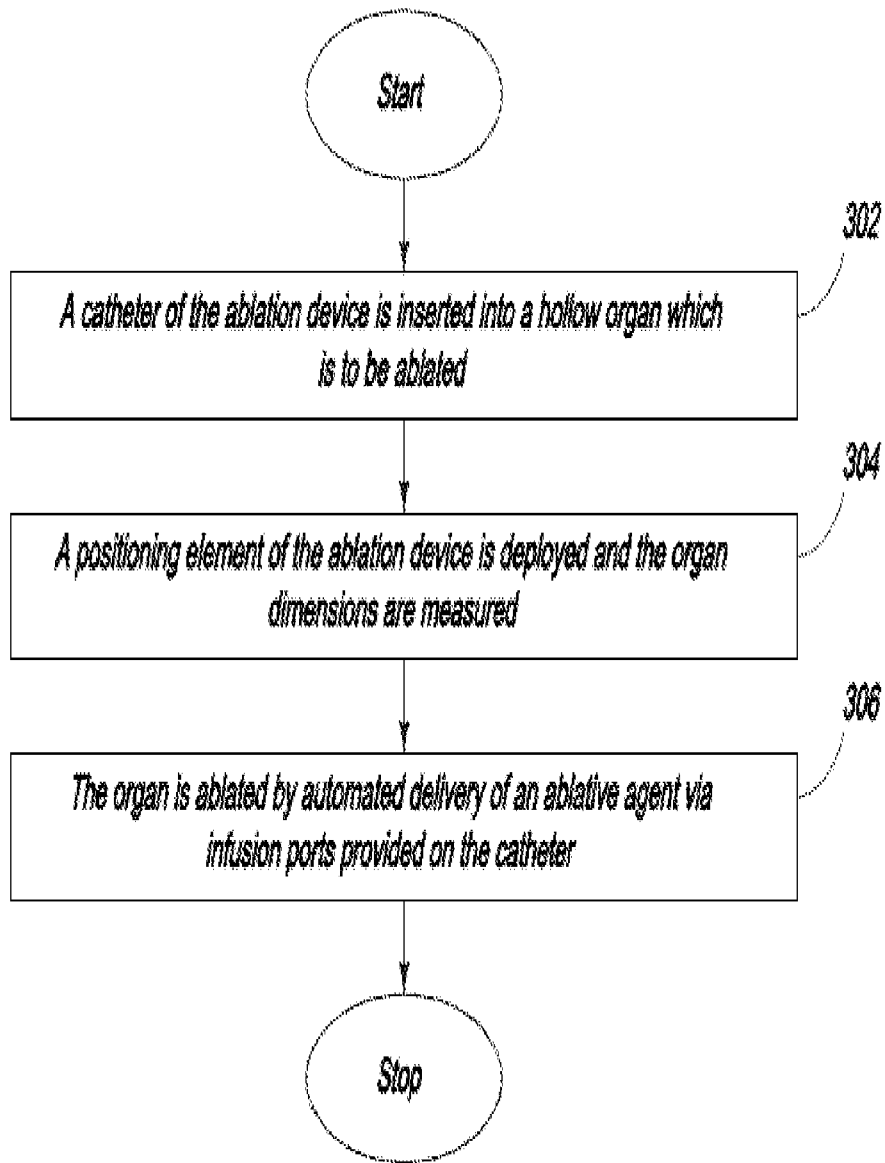 Start
302
A catheter of the ablation device is inserted into a hollow organ which
is to be ablated
304
A positioning element of the ablation device is deployed and the organ
dimensions are measured
306
The organ is ablated by automated delivery of an ablative agent via
infusion ports provided on the catheter
Stop